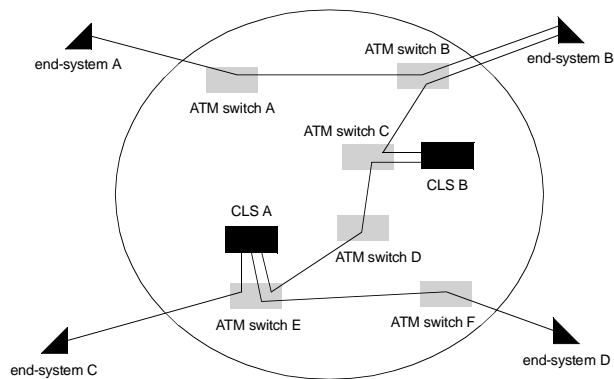 ATM switch B
end-system A
end-system B
ATM switch A
ATM switch C
CLS B
CLS A
ATM switch D
ATM switch E
ATM switch F
end-system C
end-system D